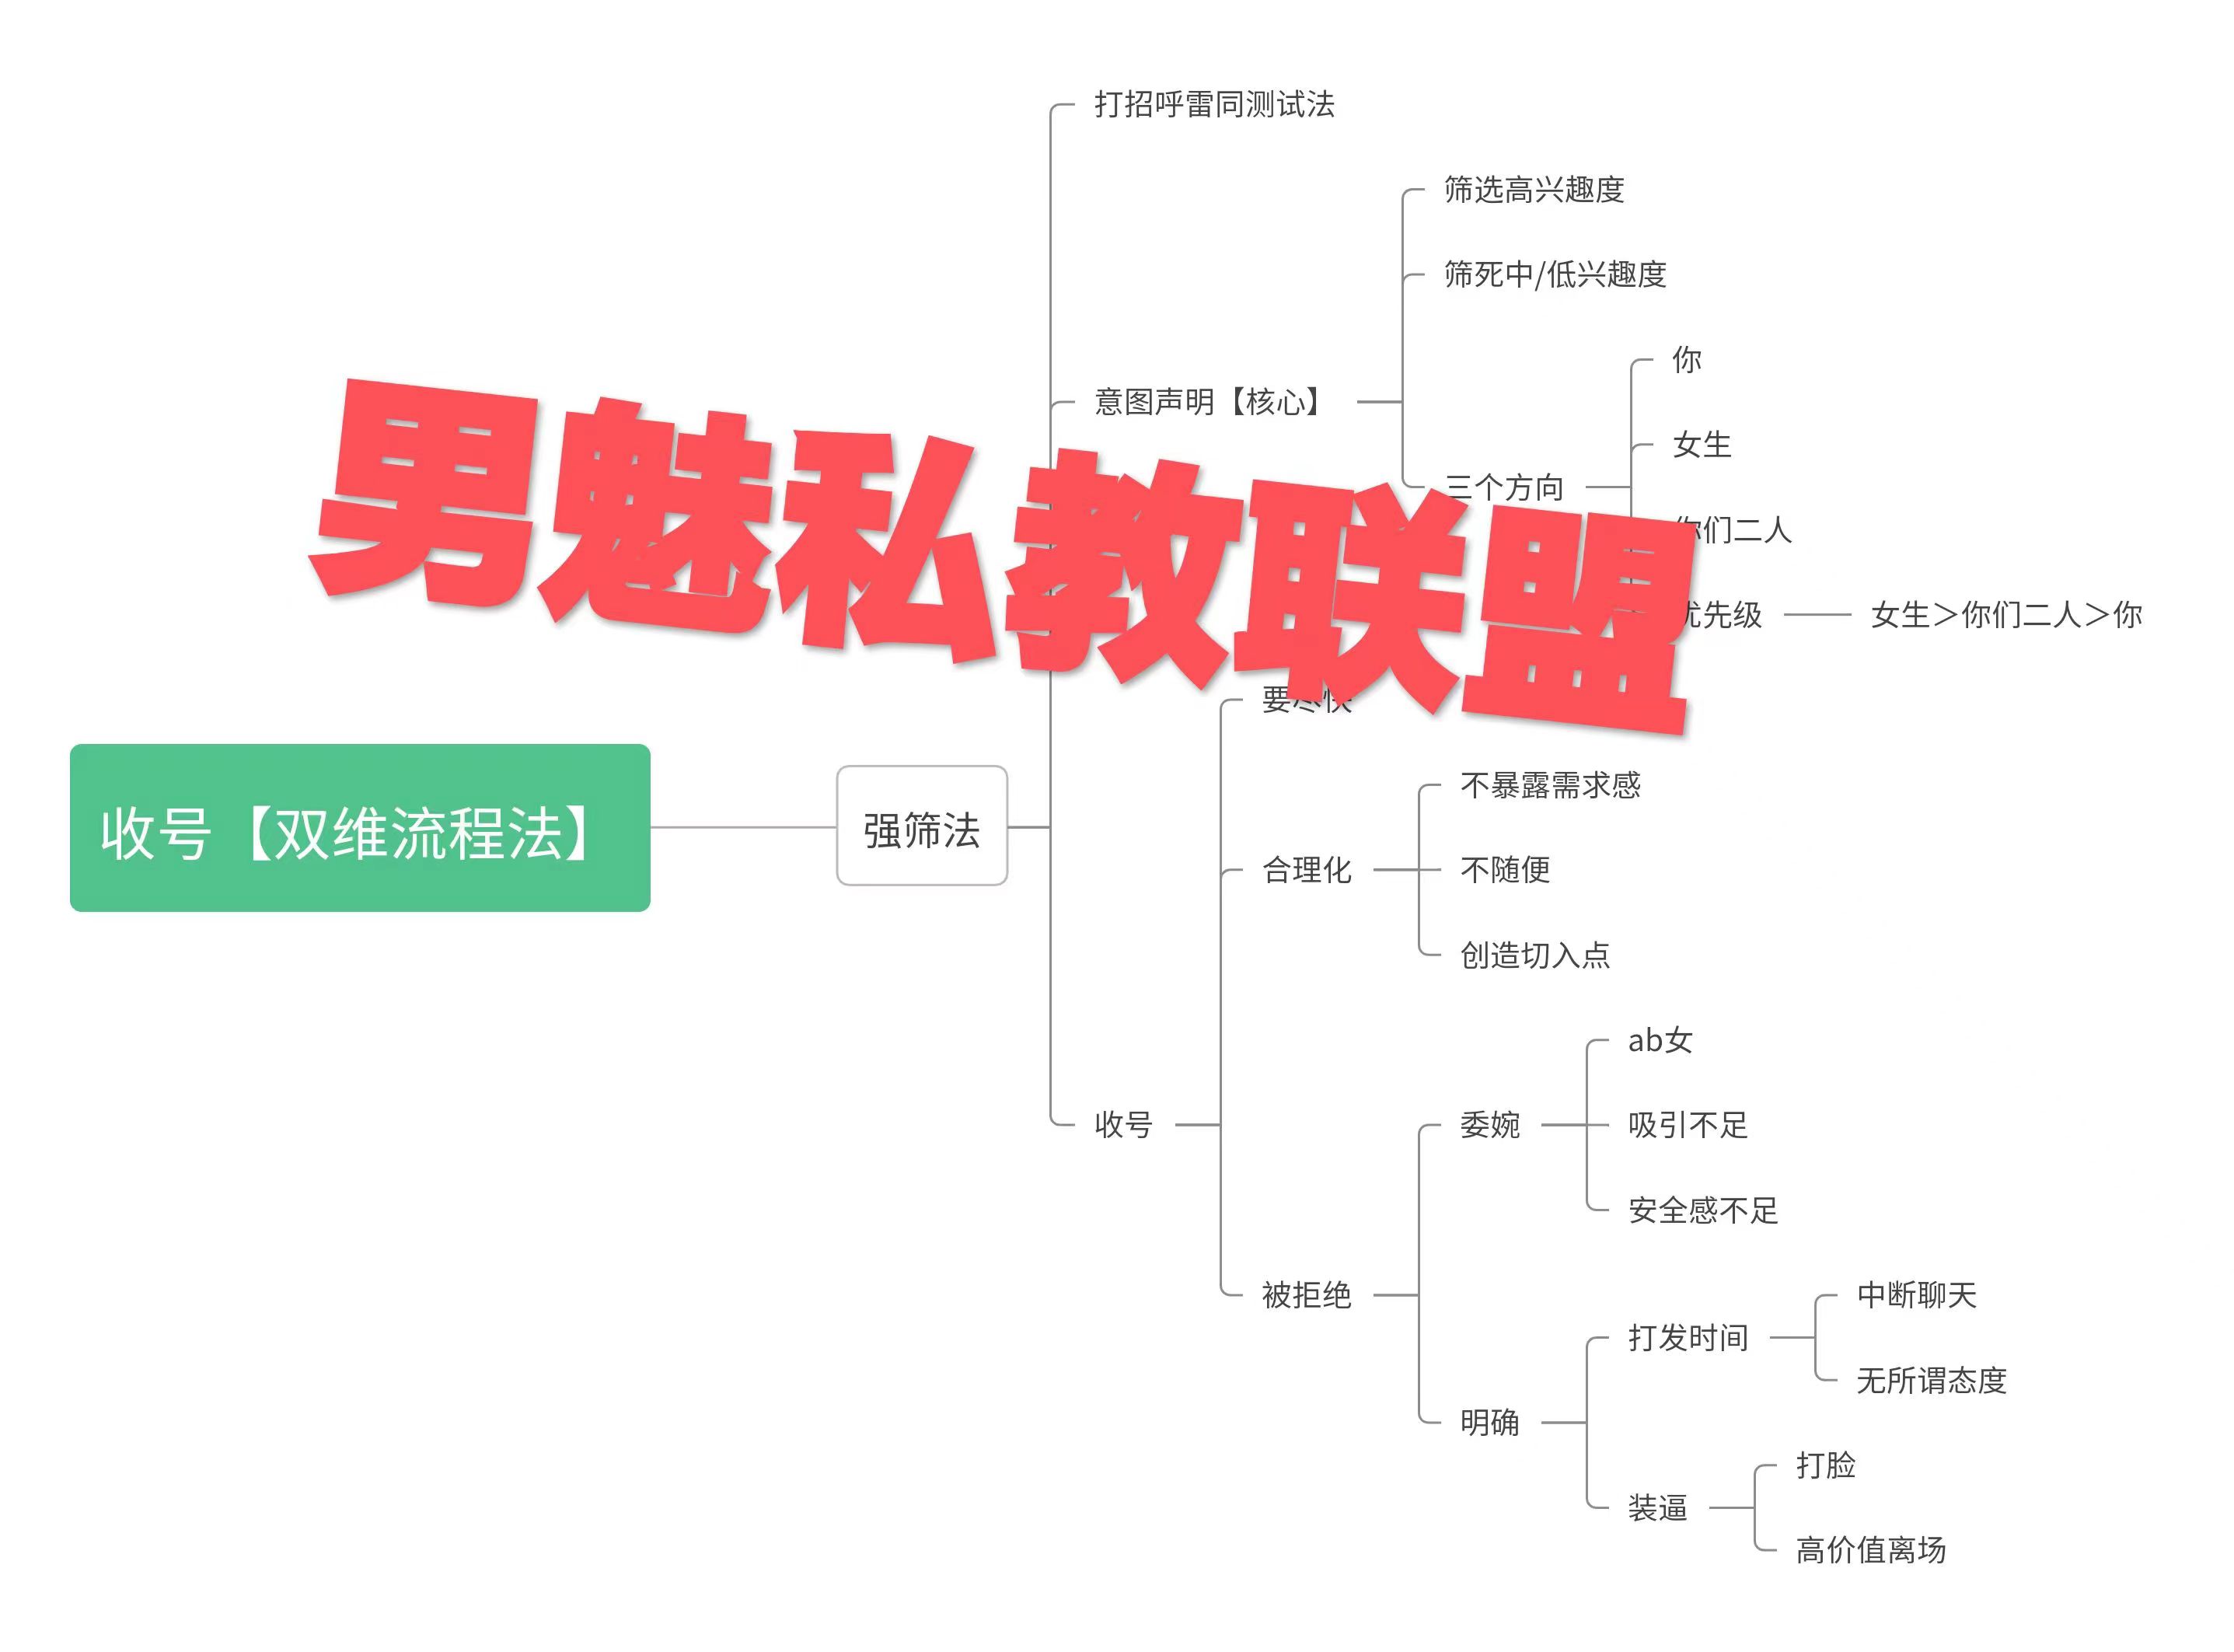 打招呼雷同测试法
筛选高兴趣度
筛死中/低兴趣度
你
意图声明【核心】
女生
三个方向
你们二人
优先级
女生＞你们二人＞你
男魅私教联盟
要尽快
不暴露需求感
收号【双维流程法】
强筛法
合理化
不随便
创造切入点
ab女
收号
委婉
吸引不足
安全感不足
被拒绝
中断聊天
打发时间
无所谓态度
明确
打脸
装逼
高价值离场